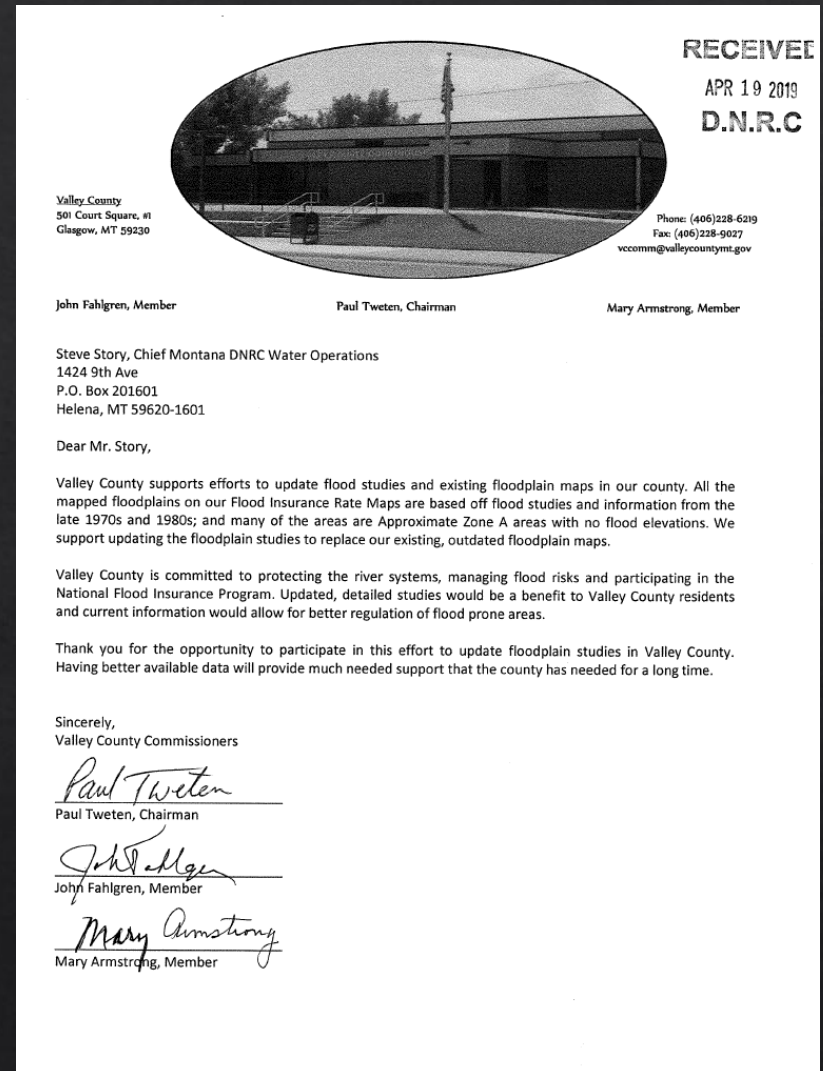 RECEIVED
APR 19 2019
D.N.R.C
Valley County
501 Court Square, #1
Glasgow, MT 59230
Phone: (406)228-6219
Fax: (406)228-9027
vccomm@valleycountymt.gov
John Fahlgren, Member
Paul Tweten, Chairman
Mary Armstrong, Member
Steve Story, Chief Montana DNRC Water Operations
1424 9th Ave
P.O. Box 201601
Helena, MT 59620-1601
Dear Mr. Story,
Valley County supports efforts to update flood studies and existing floodplain maps in our county. All the
mapped floodplains on our Flood Insurance Rate Maps are based off flood studies and information from the
late 1970s and 1980s; and many of the areas are Approximate Zone A areas with no flood elevations. We
support updating the floodplain studies to replace our existing, outdated floodplain maps.
Valley County is committed to protecting the river systems, managing flood risks and participating in the
National Flood Insurance Program. Updated, detailed studies would be a benefit to Valley County residents
and current information would allow for better regulation of flood prone areas.
Thank you for the opportunity to participate in this effort to update floodplain studies in Valley County.
Having better available data will provide much needed support that the county has needed for a long time.
Sincerely,
Valley County Commissioners
Paul Tweten
Paul Tweten, Chairman
John Fahlgren
John Fahlgren, Member
Mary Armstrong
Mary Armstrong, Member